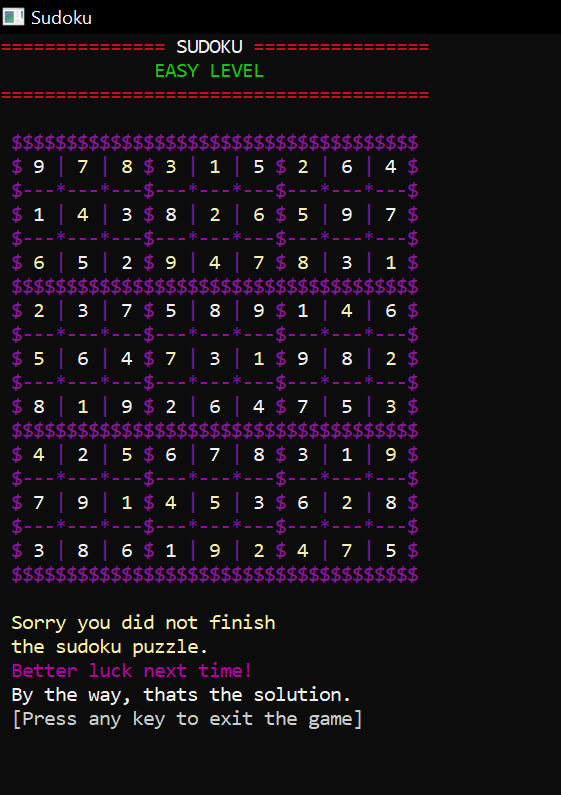 Sudoku
=============== SUDOKU ================
EASY LEVEL
=======================================
$$$$$$$$$$$$$$$$$$$$$$$$$$$$$$$$$$$$$
$ 9 | 7 | 8 $ 3 | 1 | 5 $ 2 | 6 | 4 $
$---*---*---$---*---*---$---*---*---$
$ 1 | 4 | 3 $ 8 | 2 | 6 $ 5 | 9 | 7 $
$---*---*---$---*---*---$---*---*---$
$ 6 | 5 | 2 $ 9 | 4 | 7 $ 8 | 3 | 1 $
$$$$$$$$$$$$$$$$$$$$$$$$$$$$$$$$$$$$$
$ 2 | 3 | 7 $ 5 | 8 | 9 $ 1 | 4 | 6 $
$---*---*---$---*---*---$---*---*---$
$ 5 | 6 | 4 $ 7 | 3 | 1 $ 9 | 8 | 2 $
$---*---*---$---*---*---$---*---*---$
$ 8 | 1 | 9 $ 2 | 6 | 4 $ 7 | 5 | 3 $
$$$$$$$$$$$$$$$$$$$$$$$$$$$$$$$$$$$$$
$ 4 | 2 | 5 $ 6 | 7 | 8 $ 3 | 1 | 9 $
$---*---*---$---*---*---$---*---*---$
$ 7 | 9 | 1 $ 4 | 5 | 3 $ 6 | 2 | 8 $
$---*---*---$---*---*---$---*---*---$
$ 3 | 8 | 6 $ 1 | 9 | 2 $ 4 | 7 | 5 $
$$$$$$$$$$$$$$$$$$$$$$$$$$$$$$$$$$$$$
Sorry you did not finish
the sudoku puzzle.
Better luck next time!
By the way, thats the solution.
[Press any key to exit the game]